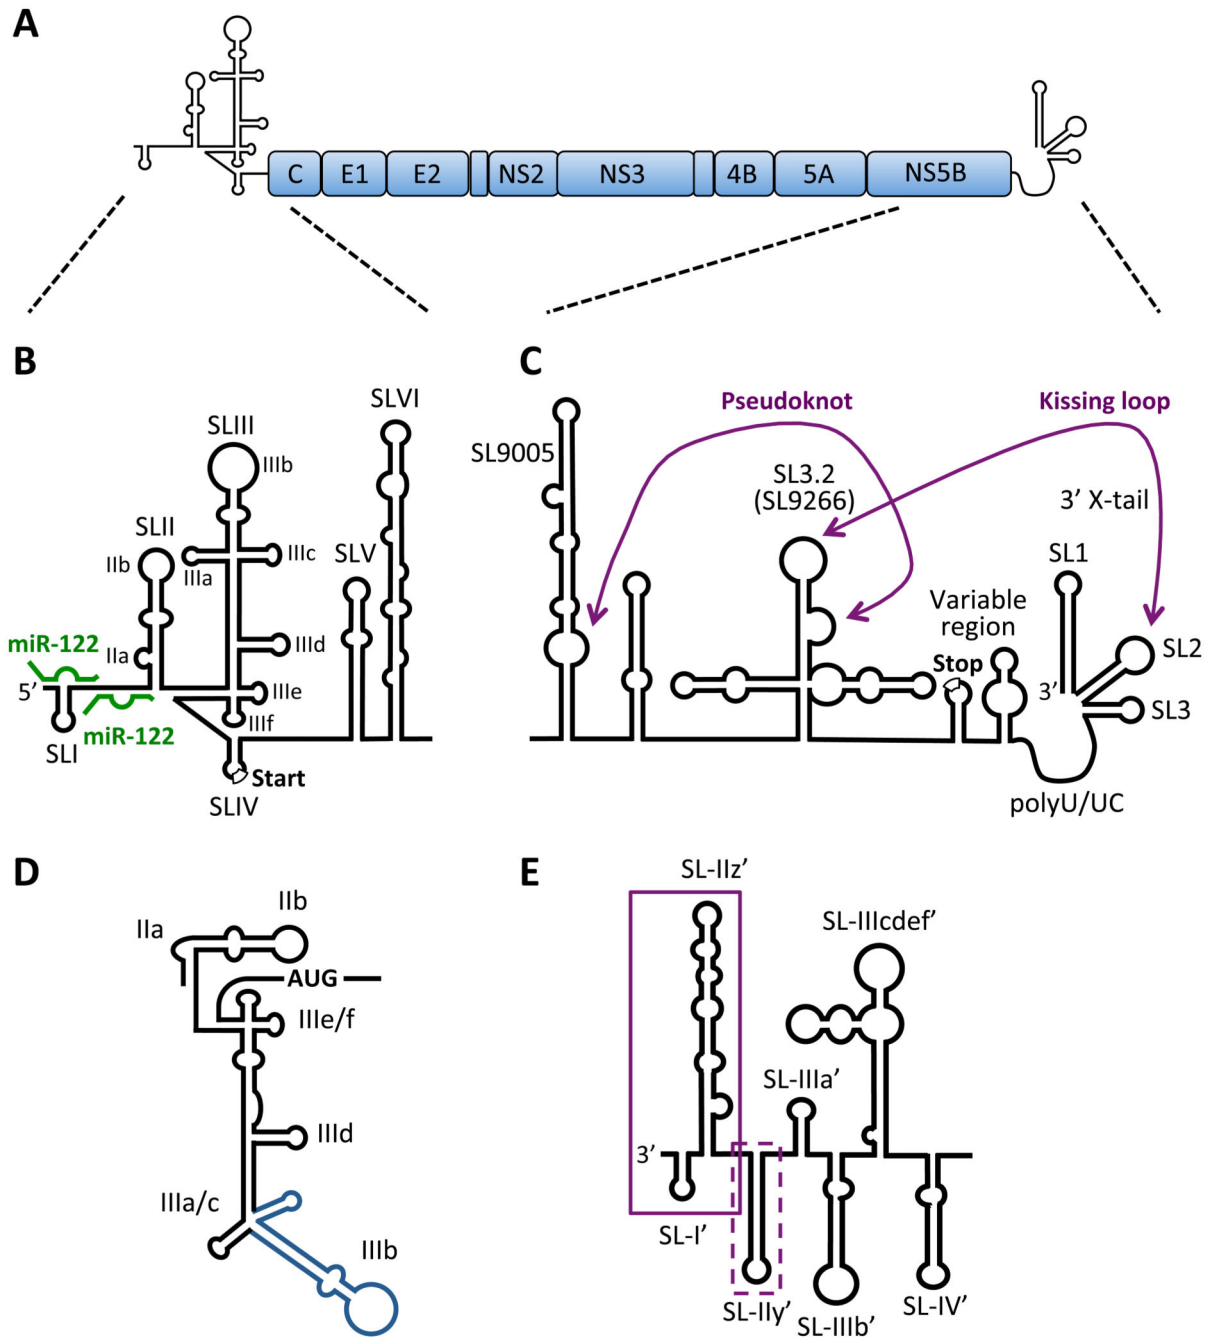 A
C
E1
E2
NS2
NS3
4B
5A
NS5B
B
SLVI
SLIII
IIIb
SLII
IIb
IIIa
IIIc
SLV
miR-122
IIa
IIId
5’
IIIe
IIIf
miR-122
SLI
Start
SLIV
C
Pseudoknot
Kissing loop
SL9005
SL3.2
(SL9266)
3’ X-tail
SL1
Variable
region
SL2
Stop
3’
SL3
polyU/UC
D
IIb
IIa
AUG
IIIe/f
IIId
IIIa/c
IIIb
E
SL-IIz’
SL-IIIcdef’
SL-IIIa’
3’
SL-I’
SL-IIy’
SL-IIIb’
SL-IV’